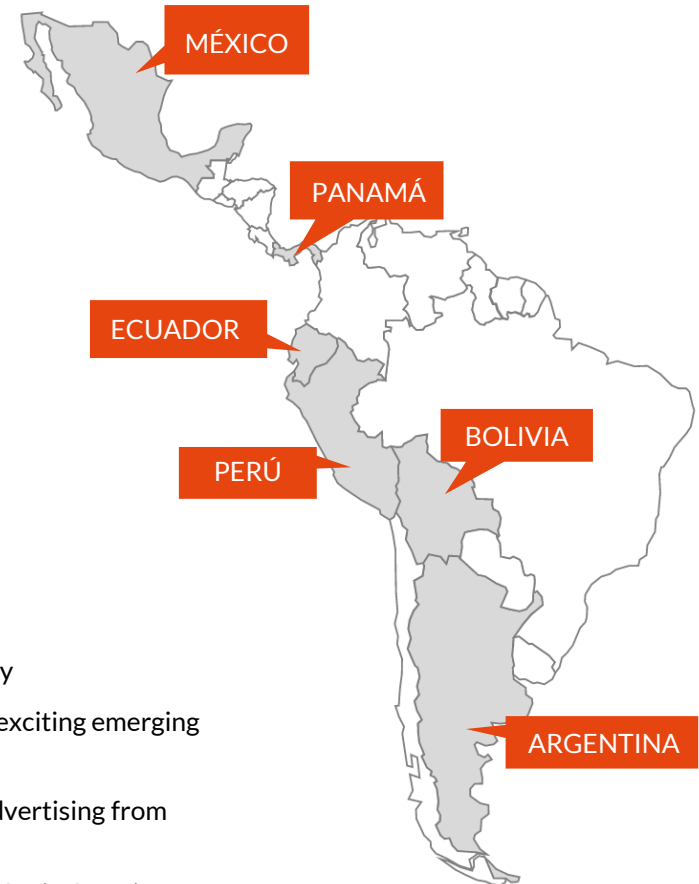 MÉXICO
PANAMÁ
ECUADOR
BOLIVIA
PERÚ
y
exciting emerging
ARGENTINA
dvertising from